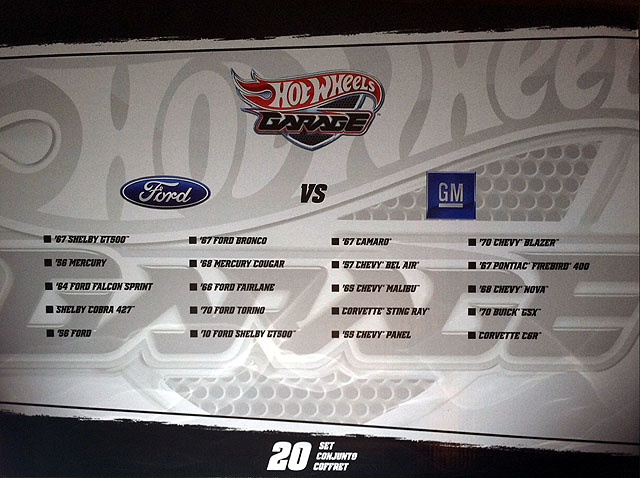 HOT WHEELS
HOT WHEELS
GARAGE™
Ford VS GM
GARAGE
'67 SHELBY GT500™
'56 MERCURY
'64 FORD FALCON SPRINT
SHELBY COBRA 427™
'56 FORD
'67 FORD BRONCO
'68 MERCURY COUGAR
'66 FORD FAIRLANE
'70 FORD TORINO
'10 FORD SHELBY GT500™
'67 CAMARO™
'57 CHEVY™ BEL AIR™
'65 CHEVY™ MALIBU™
CORVETTE™ STING RAY™
'55 CHEVY™ PANEL
'70 CHEVY™ BLAZER™
'67 PONTIAC™ FIREBIRD™ 400
'68 CHEVY™ NOVA™
'70 BUICK™ GSX™
CORVETTE C6R™
20 SET
CONJUNTO
COFFRET